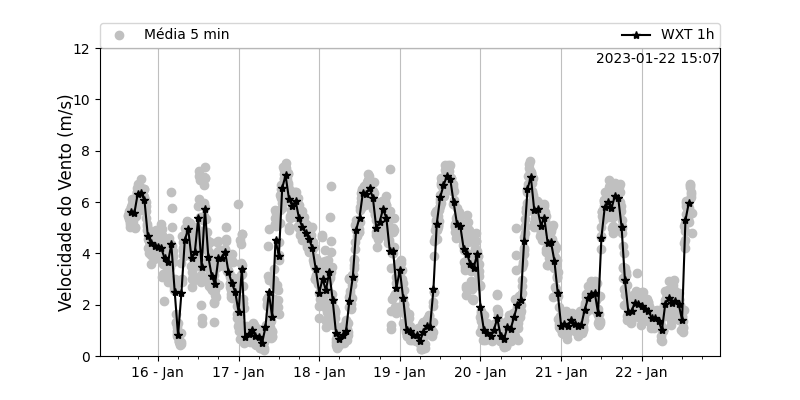 Média 5 min
WXT 1h
2023-01-22 15:07
Velocidade do Vento (m/s)
12
10
8
6
4
2
0
16 - Jan
17 - Jan
18 - Jan
19 - Jan
20 - Jan
21 - Jan
22 - Jan